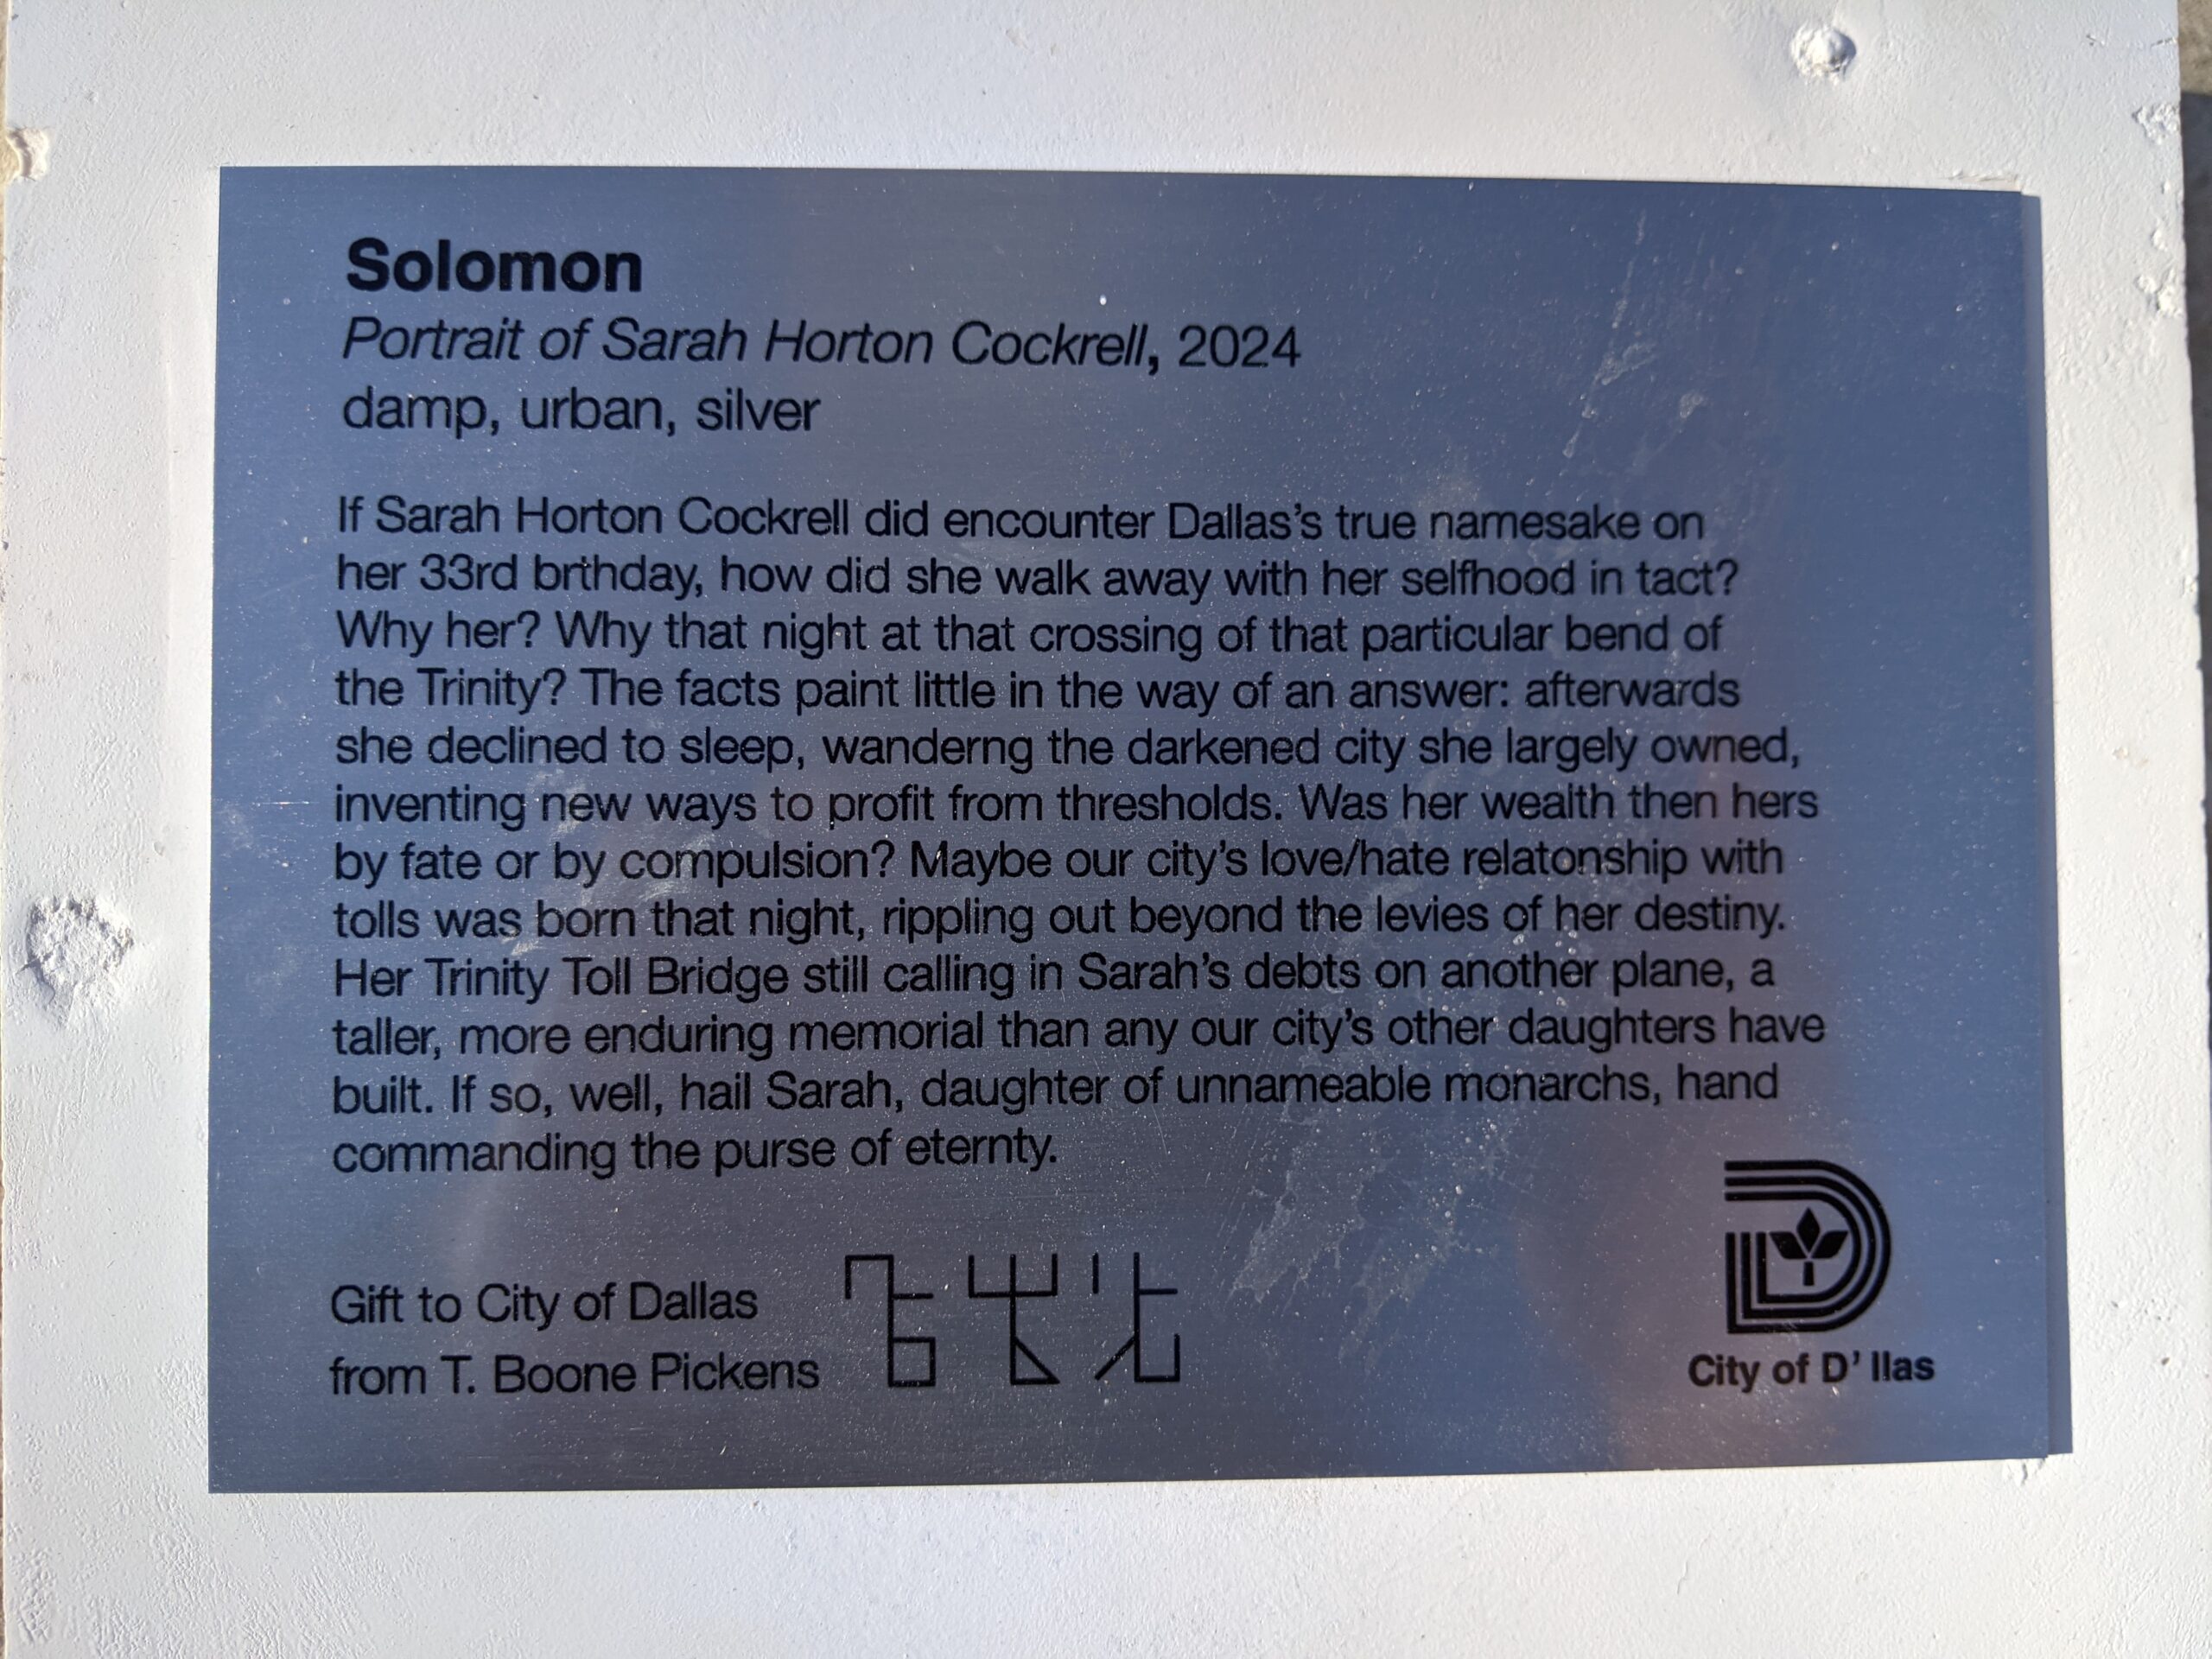 Solomon
Portrait of Sarah Horton Cockrell, 2024
damp, urban, silver
If Sarah Horton Cockrell did encounter Dallas's true namesake on
her 33rd brthday, how did she walk away with her selfhood in tact?
Why her? Why that night at that crossing of that particular bend of
the Trinity? The facts paint little in the way of an answer: afterwards
she declined to sleep, wanderng the darkened city she largely owned,
inventing new ways to profit from thresholds. Was her wealth then hers
by fate or by compulsion? Maybe our city's love/hate relatonship with
tolls was born that night, rippling out beyond the levies of her destiny.
Her Trinity Toll Bridge still calling in Sarah's debts on another plane, a
taller, more enduring memorial than any our city's other daughters have
built. If so, well, hail Sarah, daughter of unnameable monarchs, hand
commanding the purse of eternty.
Gift to City of Dallas
from T. Boone Pickens
City of D' llas